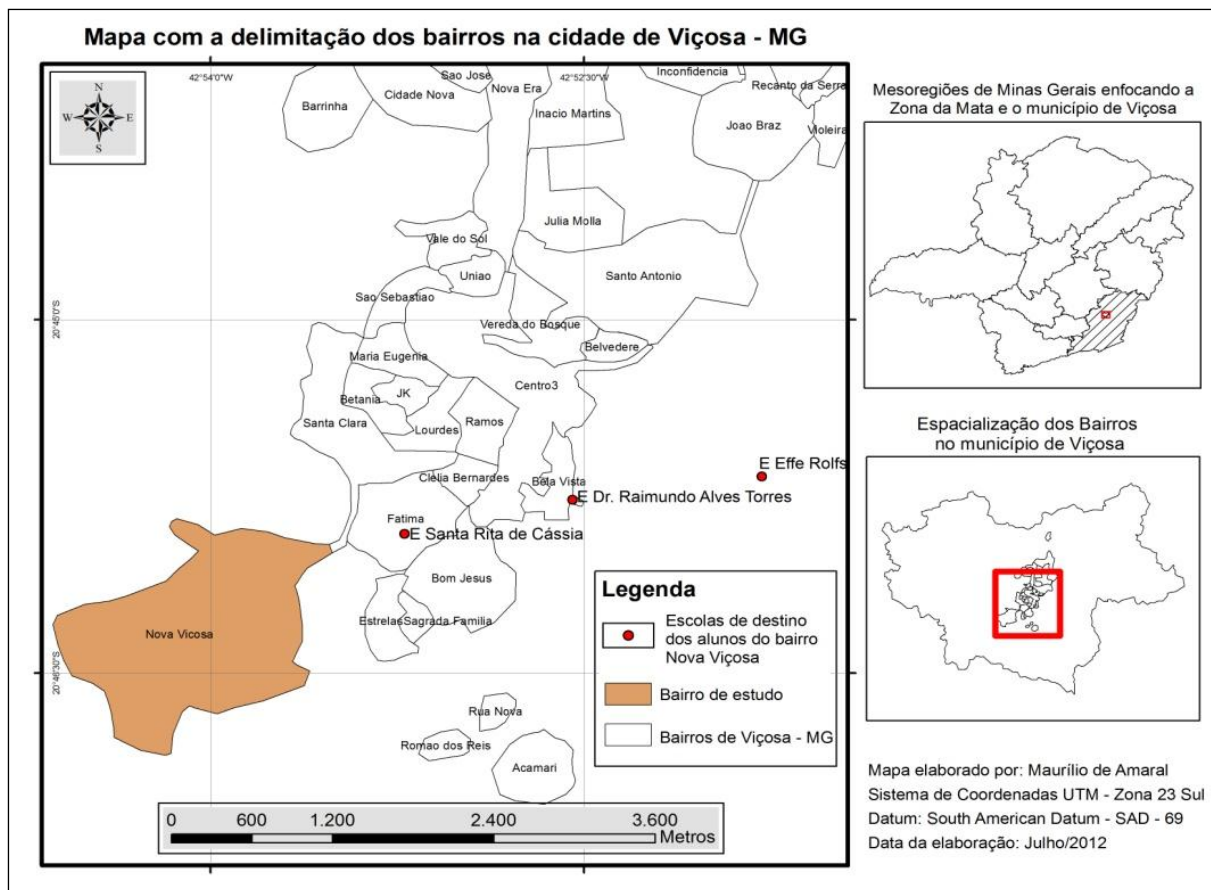 Mapa com a delimitação dos bairros na cidade de Viçosa - MG
42°54'0"W
42°52'30"W
N
W
E
S
Barrinha
Sao José
Cidade Nova
Nova Era
Inacio Martins
Inconfidencia
Recanto da Serra
Joao Braz
Violeira
Julia Molla
Vale do Sol
Uniao
Santo Antonio
Sao Sebastiao
20°45'0"S
Vereda do Bosque
Belvedere
Maria Eugenia
Centro3
JK
Betania
Santa Clara
Lourdes
Ramos
E Effe Rolfs
Clélia Bernardes
Bela Vista
E Dr. Raimundo Alves Torres
Fatima
E Santa Rita de Cássia
Bom Jesus
Estrelas
Sagrada Familia
Nova Vicosa
20°46'30"S
Rua Nova
Romao dos Reis
Acamari
Legenda
Escolas de destino
dos alunos do bairro
Nova Viçosa
Bairro de estudo
Bairros de Viçosa - MG
0 600 1.200 2.400 3.600
Metros
Mesoregiões de Minas Gerais enfocando a
Zona da Mata e o município de Viçosa
Espacialização dos Bairros
no município de Viçosa
Mapa elaborado por: Maurílio de Amaral
Sistema de Coordenadas UTM - Zona 23 Sul
Datum: South American Datum - SAD - 69
Data da elaboração: Julho/2012